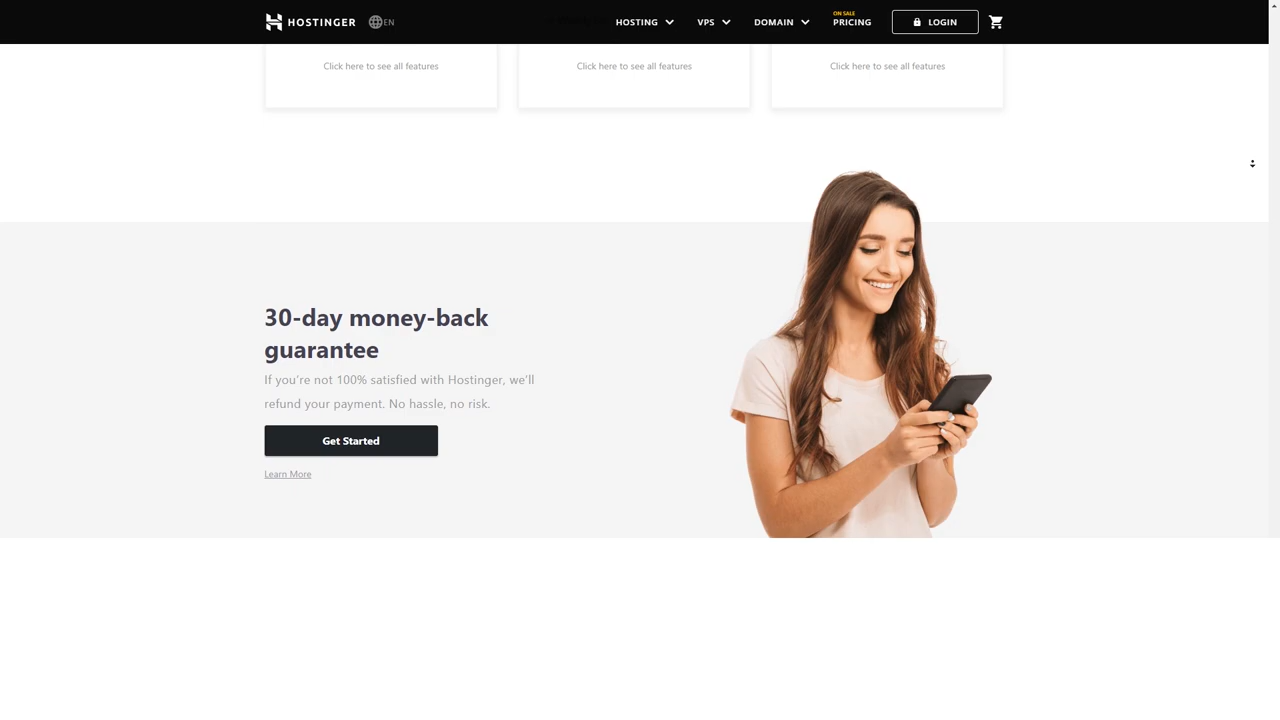 HOSTINGER
EN
HOSTING
VPS
DOMAIN
ON SALE
PRICING
LOGIN
Click here to see all features
Click here to see all features
Click here to see all features
30-day money-back
guarantee
If you’re not 100% satisfied with Hostinger, we’ll
refund your payment. No hassle, no risk.
Get Started
Learn More